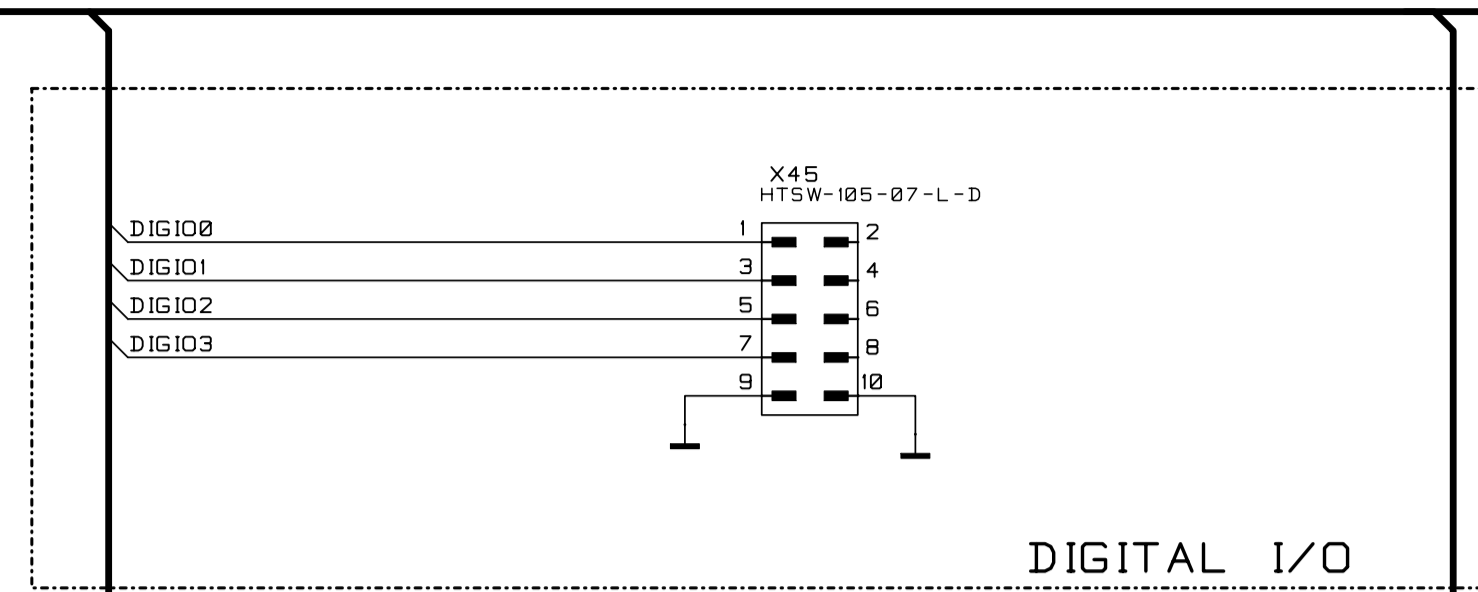 X45
HTSW-105-07-L-D
DIGIO0 1 2
DIGIO1 3 4
DIGIO2 5 6
DIGIO3 7 8
9 10
DIGITAL I/O